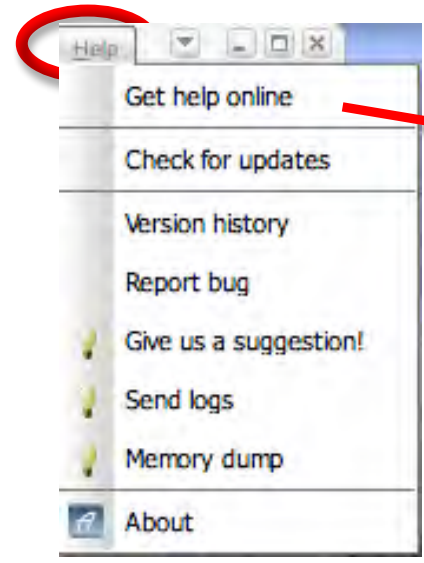 Help
Get help online
Check for updates
Version history
Report bug
Give us a suggestion!
Send logs
Memory dump
About